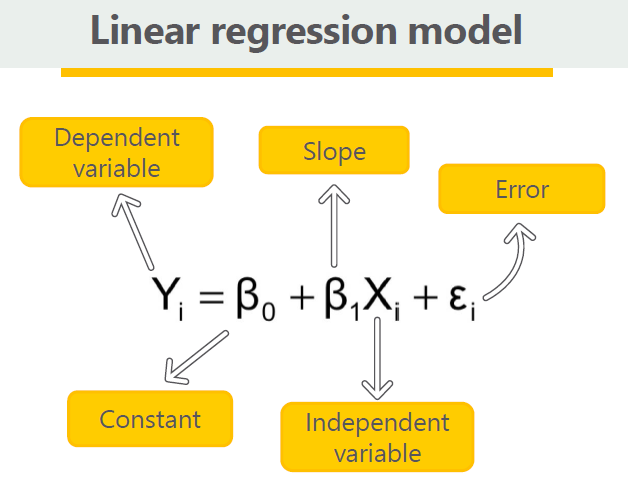 Linear regression model
Dependent
variable
Slope
Error
Yᵢ = β₀ + β₁Xᵢ + εᵢ
Constant
Independent
variable